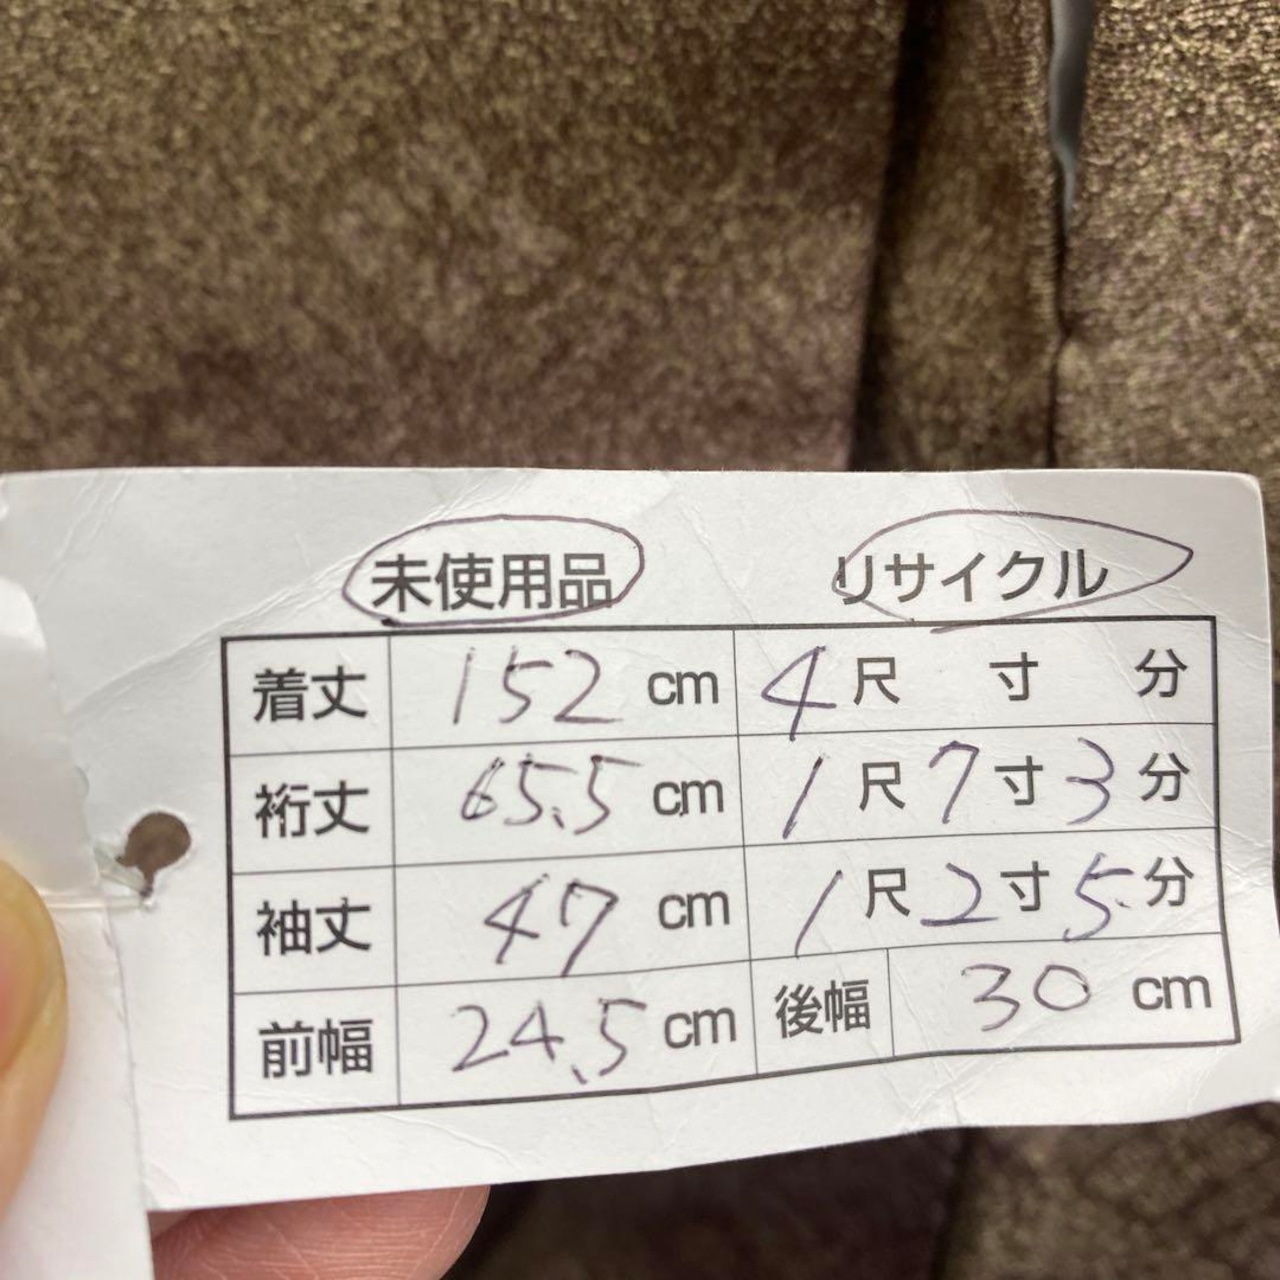 未使用品 リサイクル
着丈 152 cm 4 尺 寸 分
裄丈 65.5 cm 1 尺 7 寸 3 分
袖丈 47 cm 1 尺 2 寸 5 分
前幅 24.5 cm 後幅 30 cm